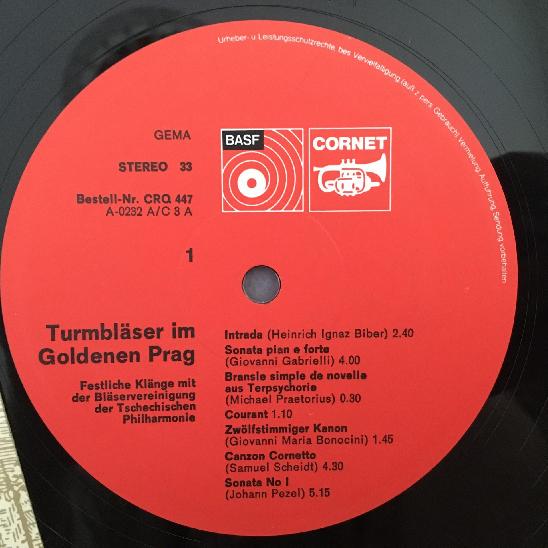 Urheber- u Leistungsschutzrechte, bes. Vervielfältigung (auß. z. pers. Gebrauch), Vermietung, Aufführung, Sendung vorbehalten
GEMA
STEREO 33
Bestell-Nr. CRQ 447
A-0232 A/C 3 A
1
BASF
CORNET
Turmbläser im
Goldenen Prag
Festliche Klänge mit
der Bläservereinigung
der Tschechischen
Philharmonie
Intrada (Heinrich Ignaz Biber) 2.40
Sonata pian e forte
(Giovanni Gabrielli) 4.00
Bransle simple de novelle
aus Terpsychorie
(Michael Praetorius) 0.30
Courant 1.10
Zwölfstimmiger Kanon
(Giovanni Maria Bonocini) 1.45
Canzon Cornetto
(Samuel Scheidt) 4.30
Sonata No I
(Johann Pezel) 5.15